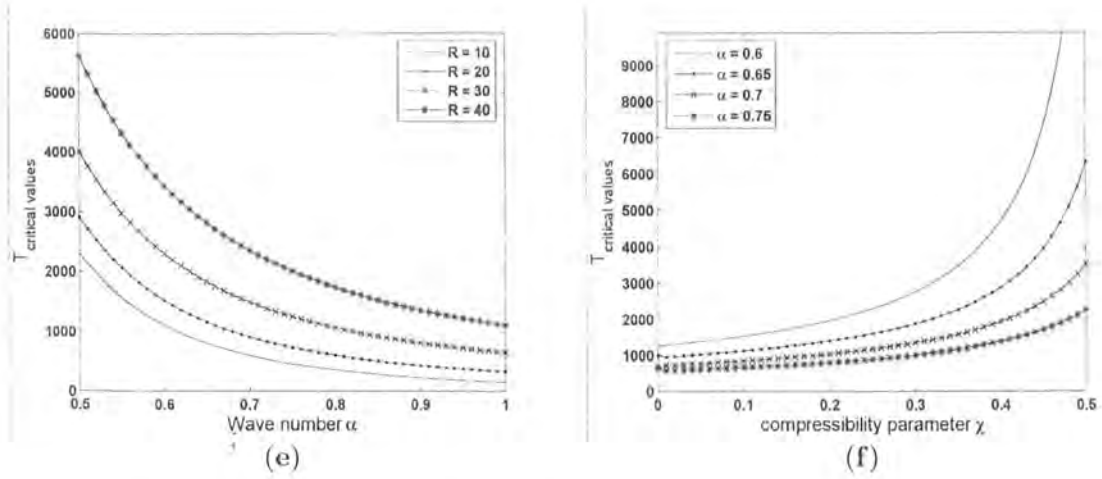 6000
5000
4000
3000
2000
1000
0
T critical values
R = 10
R = 20
R = 30
R = 40
0.5 0.6 0.7 0.8 0.9 1
Wave number α
(e)
9000
8000
7000
6000
5000
4000
3000
2000
1000
0
T critical values
α = 0.6
α = 0.65
α = 0.7
α = 0.75
0 0.1 0.2 0.3 0.4 0.5
compressibility parameter χ
(f)